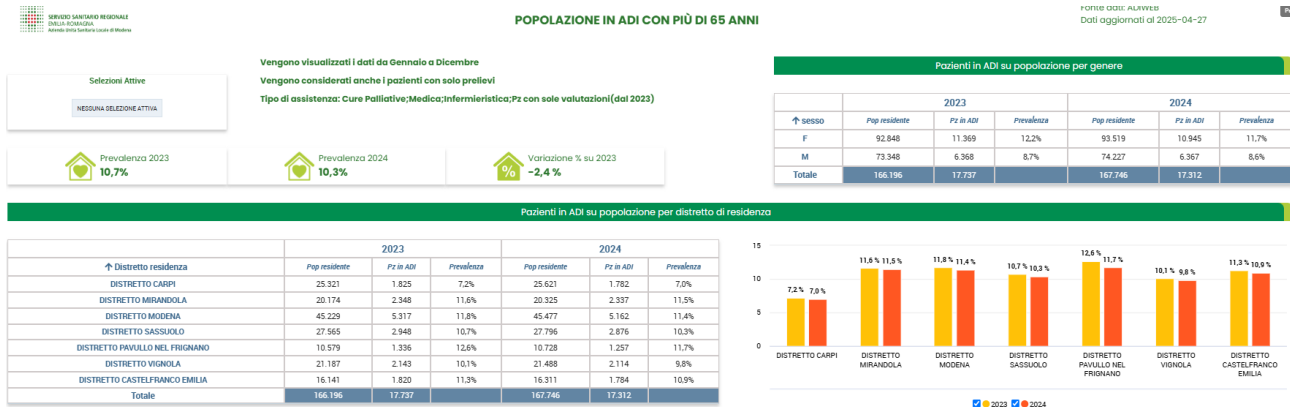 SERVIZIO SANITARIO REGIONALE
EMILIA-ROMAGNA
Azienda Unità Sanitaria Locale di Modena
POPOLAZIONE IN ADI CON PIÙ DI 65 ANNI
Fonte dati: ADIWEB
Dati aggiornati al 2025-04-27
Selezioni Attive
NESSUNA SELEZIONE ATTIVA
Vengono visualizzati i dati da Gennaio a Dicembre
Vengono considerati anche i pazienti con solo prelievi
Tipo di assistenza: Cure Palliative;Medica;Infermieristica;Pz con sole valutazioni(dal 2023)
Prevalenza 2023
10,7%
Prevalenza 2024
10,3%
Variazione % su 2023
-2,4 %
Pazienti in ADI su popolazione per genere
2023 2024
↑ sesso Pop residente Pz in ADI Prevalenza Pop residente Pz in ADI Prevalenza
F 92.848 11.369 12,2% 93.519 10.945 11,7%
M 73.348 6.368 8,7% 74.227 6.367 8,6%
Totale 166.196 17.737 167.746 17.312
Pazienti in ADI su popolazione per distretto di residenza
2023 2024
↑ Distretto residenza Pop residente Pz in ADI Prevalenza Pop residente Pz in ADI Prevalenza
DISTRETTO CARPI 25.321 1.825 7,2% 25.621 1.782 7,0%
DISTRETTO MIRANDOLA 20.174 2.348 11,6% 20.325 2.337 11,5%
DISTRETTO MODENA 45.229 5.317 11,8% 45.477 5.162 11,4%
DISTRETTO SASSUOLO 27.565 2.948 10,7% 27.796 2.876 10,3%
DISTRETTO PAVULLO NEL FRIGNANO 10.579 1.336 12,6% 10.728 1.257 11,7%
DISTRETTO VIGNOLA 21.187 2.143 10,1% 21.488 2.114 9,8%
DISTRETTO CASTELFRANCO EMILIA 16.141 1.820 11,3% 16.311 1.784 10,9%
Totale 166.196 17.737 167.746 17.312
15
10
5
0
7,2 % 7,0 %
11,6 % 11,5 %
11,8 % 11,4 %
10,7 % 10,3 %
12,6 % 11,7 %
10,1 % 9,8 %
11,3 % 10,9 %
DISTRETTO CARPI
DISTRETTO MIRANDOLA
DISTRETTO MODENA
DISTRETTO SASSUOLO
DISTRETTO PAVULLO NEL FRIGNANO
DISTRETTO VIGNOLA
DISTRETTO CASTELFRANCO EMILIA
2023 2024